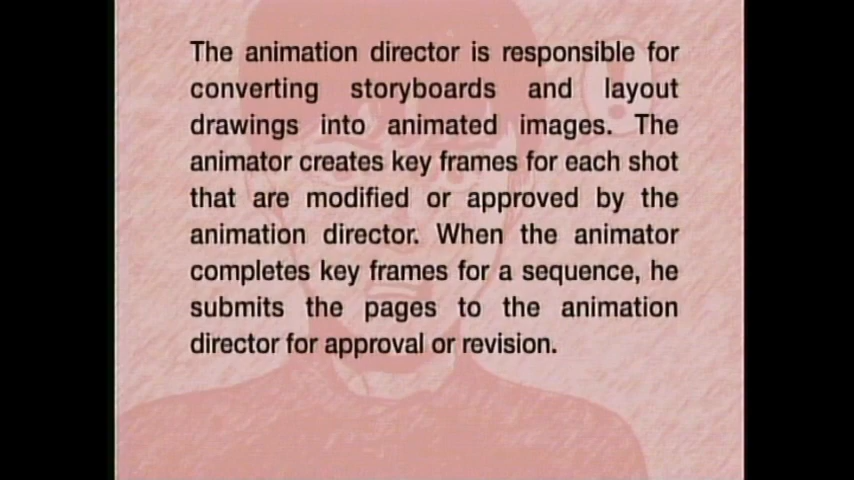 The animation director is responsible for
converting storyboards and layout
drawings into animated images. The
animator creates key frames for each shot
that are modified or approved by the
animation director. When the animator
completes key frames for a sequence, he
submits the pages to the animation
director for approval or revision.